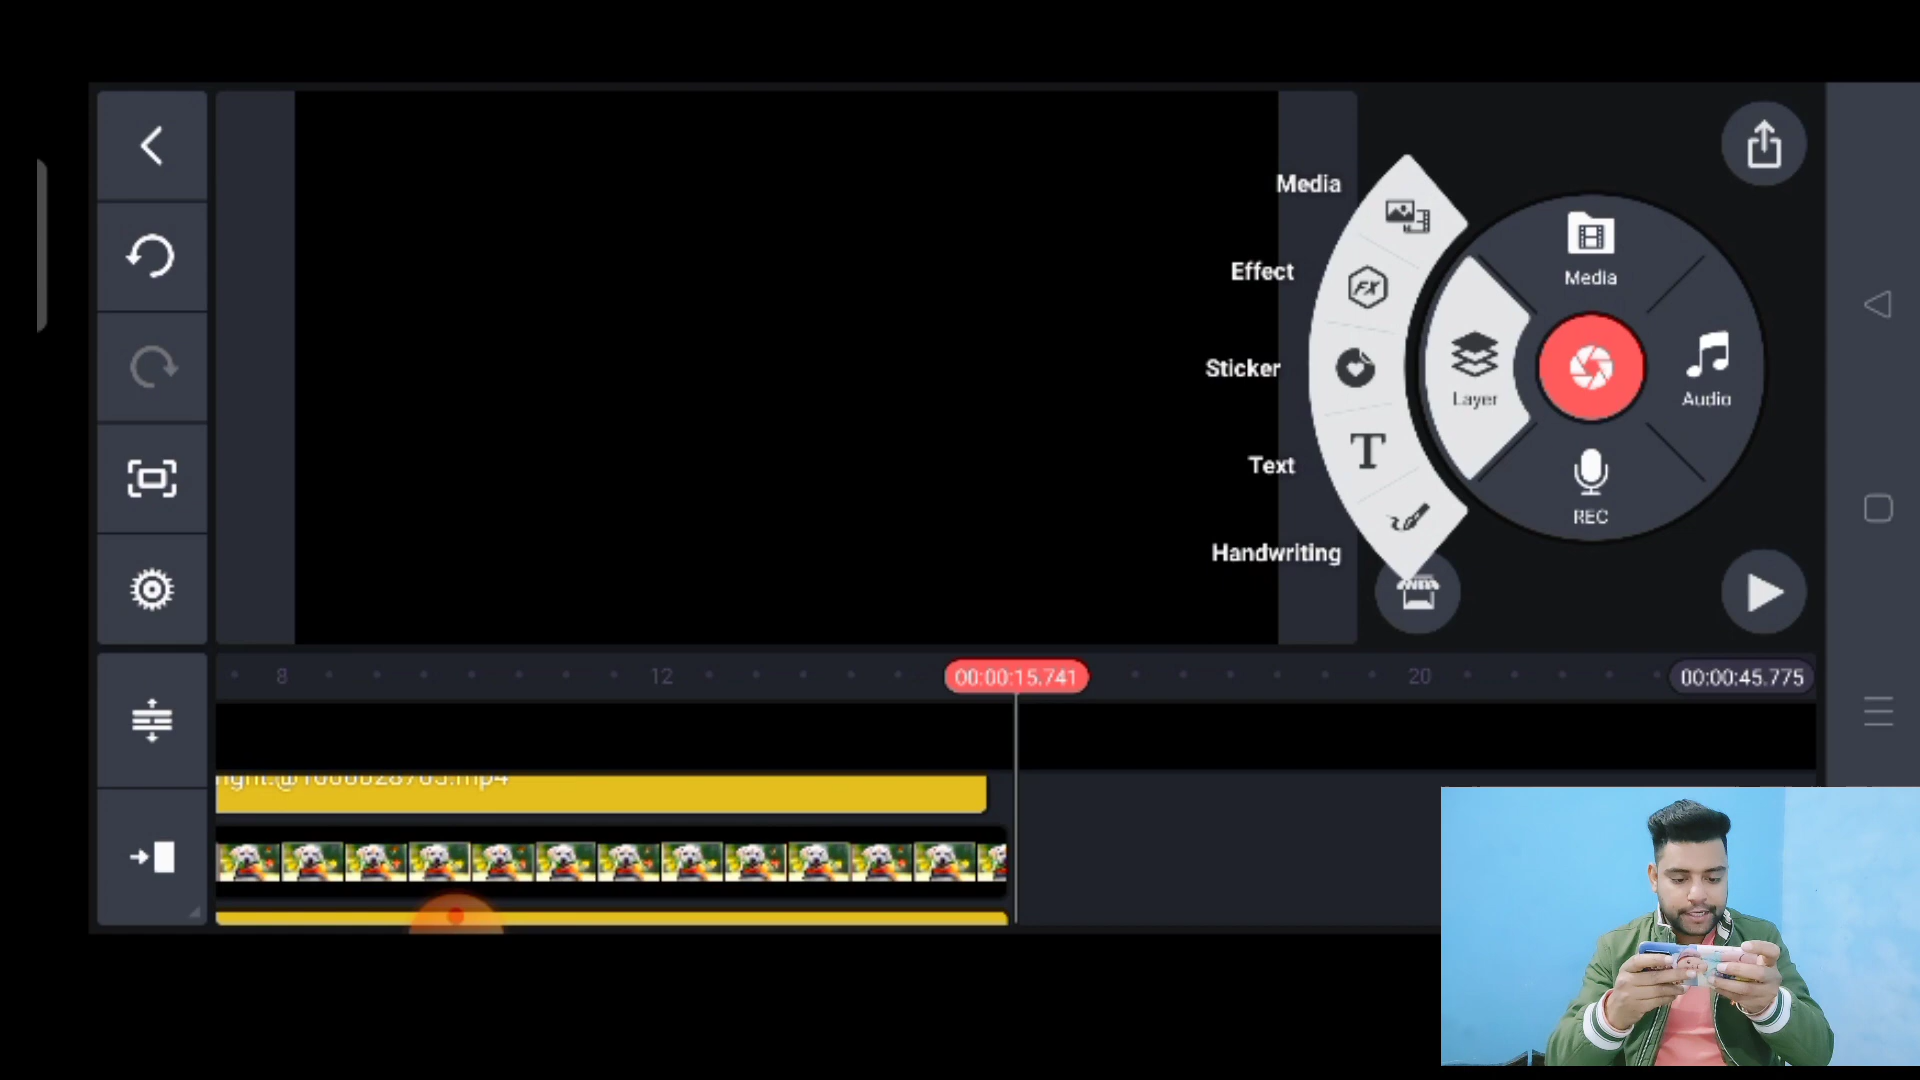 Media
Effect
Sticker
Text
Handwriting
Media
FX
Layer
Audio
REC
8
12
00:00:15.741
20
00:00:45.775